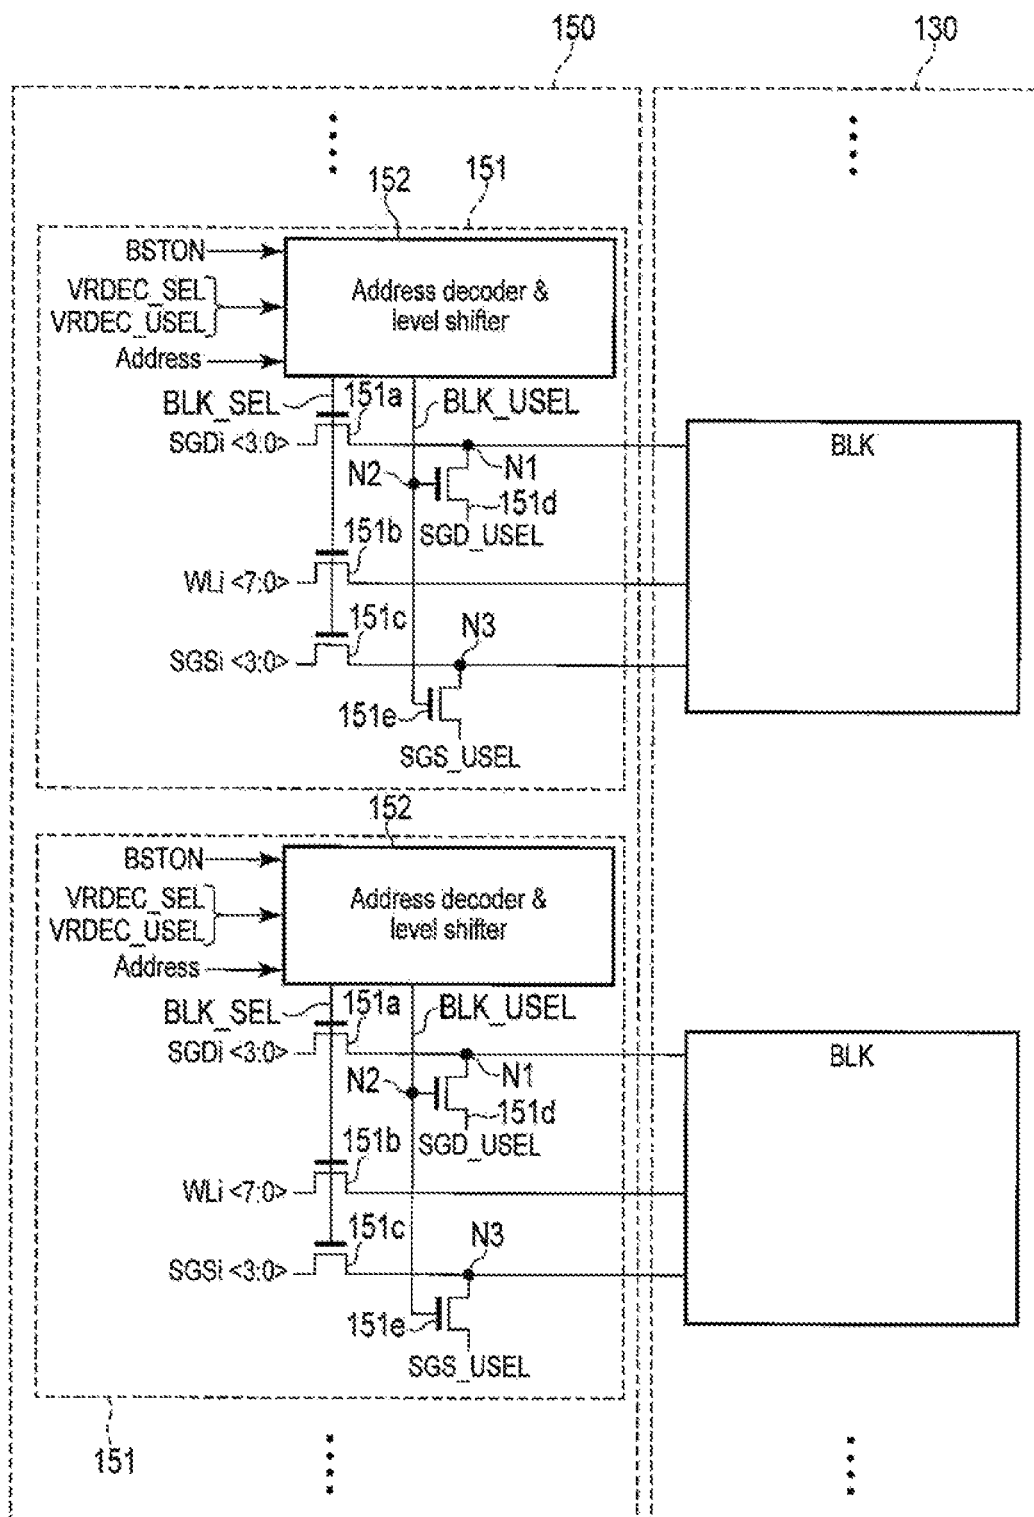 150
130
152
151
BSTON
VRDEC_SEL
VRDEC_USEL
Address
Address decoder &
level shifter
BLK_SEL
151a
BLK_USEL
SGDi <3:0>
N1
N2
151d
SGD_USEL
151b
WLi <7:0>
151c
N3
SGSi <3:0>
151e
SGS_USEL
BLK
152
BSTON
VRDEC_SEL
VRDEC_USEL
Address
Address decoder &
level shifter
BLK_SEL
151a
BLK_USEL
SGDi <3:0>
N1
N2
151d
SGD_USEL
151b
WLi <7:0>
151c
N3
SGSi <3:0>
151e
SGS_USEL
BLK
151